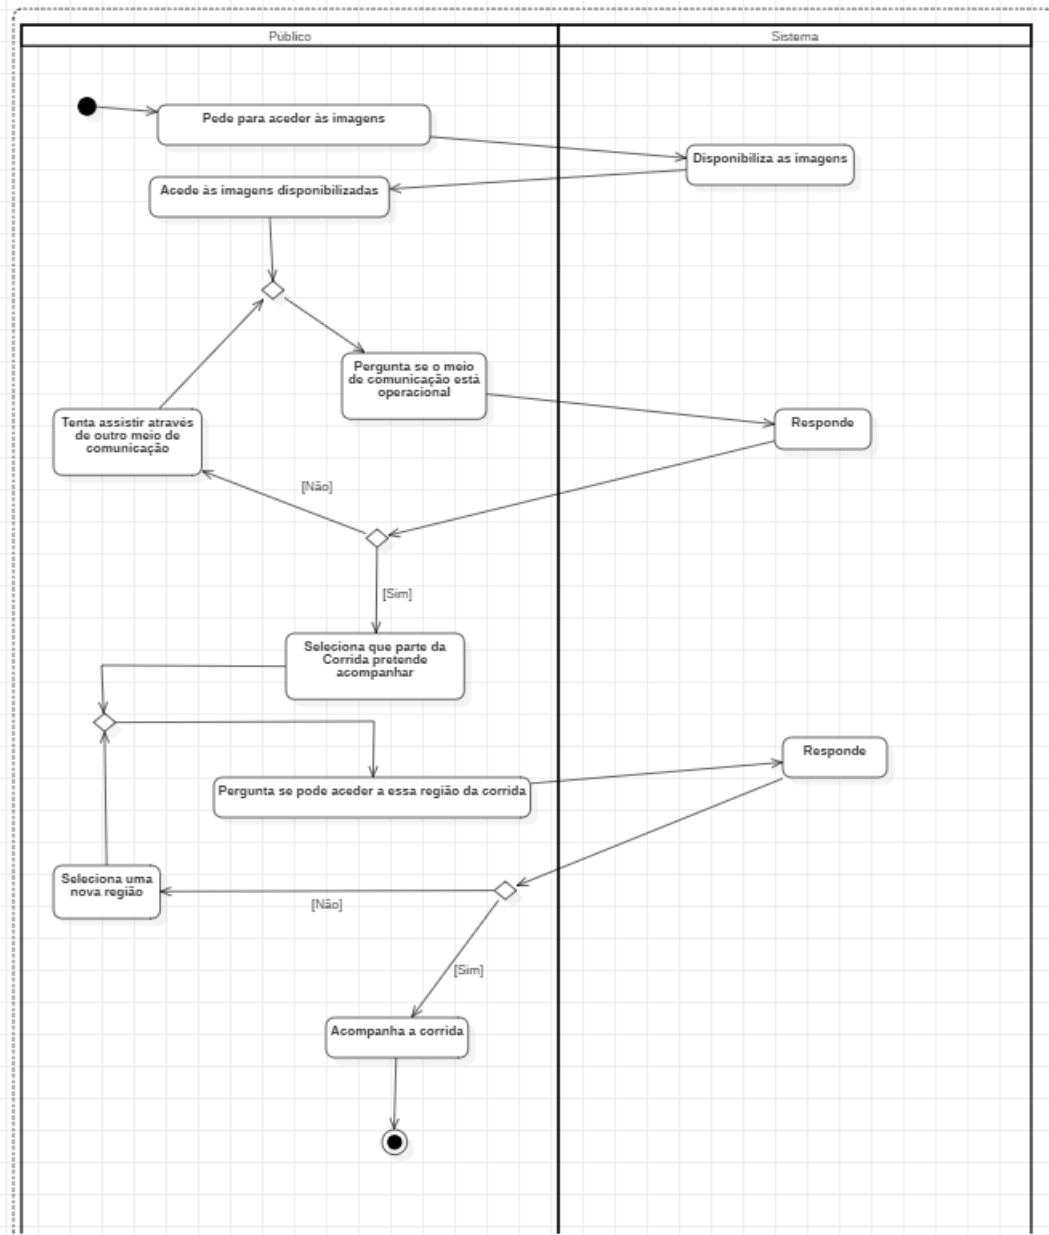 Público
Sistema
Pede para aceder às imagens
Disponibiliza as imagens
Acede às imagens disponibilizadas
Pergunta se o meio
de comunicação está
operacional
Tenta assistir através
de outro meio de
comunicação
Responde
[Não]
[Sim]
Seleciona que parte da
Corrida pretende
acompanhar
Responde
Pergunta se pode aceder a essa região da corrida
Seleciona uma
nova região
[Não]
[Sim]
Acompanha a corrida